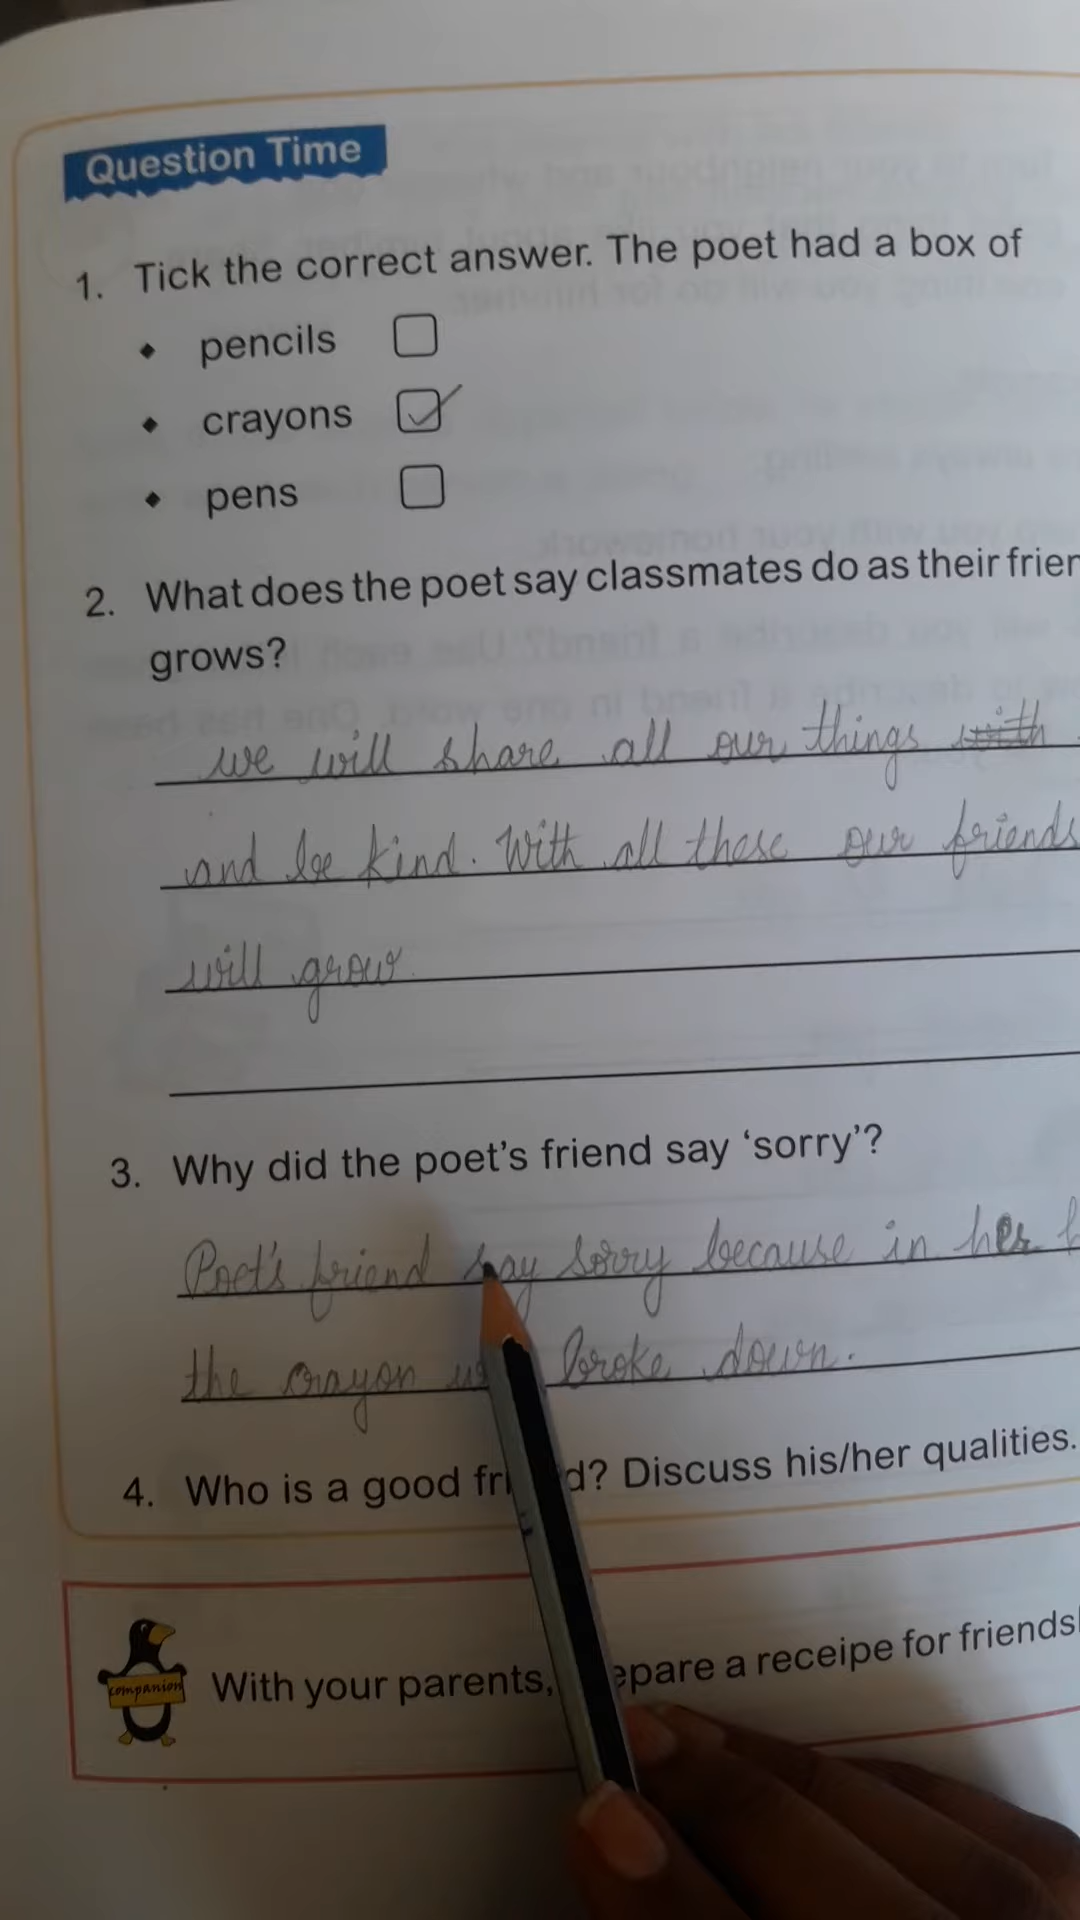 Question Time
1. Tick the correct answer. The poet had a box of
◆ pencils
◆ crayons
◆ pens
2. What does the poet say classmates do as their frien
grows?
we will share all our things with
and be kind. With all these our friends
will grow.
3. Why did the poet's friend say 'sorry'?
Poet's friend say sorry because in her
the crayon broke down.
4. Who is a good d? Discuss his/her qualities.
companion
With your parents, epare a receipe for friends